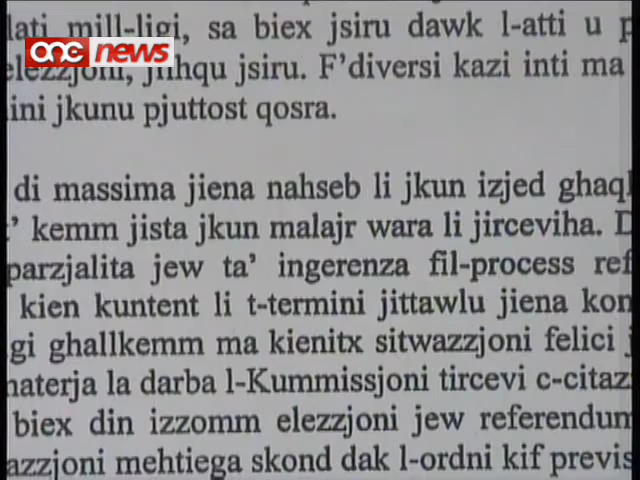 lati mill-ligi, sa biex jsiru dawk l-atti u p
one news
elezzjoni, jilhqu jsiru. F'diversi kazi inti ma
ini jkunu pjuttost qosra.
di massima jiena nahseb li jkun izjed ghaql
' kemm jista jkun malajr wara li jirceviha. D
parzjalita jew ta' ingerenza fil-process ref
kien kuntent li t-termini jittawlu jiena kon
gi ghallkemm ma kienitx sitwazzjoni felici j
materja la darba l-Kummissjoni tircevi c-citaz
biex din izzomm elezzjoni jew referendum
azzjoni mehtiega skond dak l-ordni kif previs